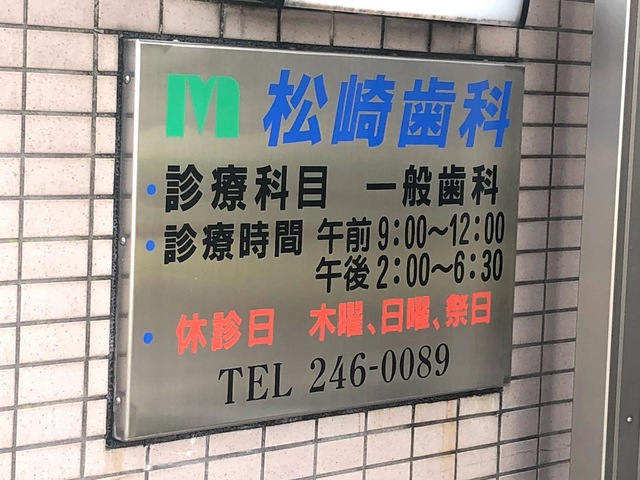 M 松崎歯科
・診療科目 一般歯科
・診療時間 午前9:00～12:00
午後2:00～6:30
・休診日 木曜、日曜、祭日
TEL 246-0089